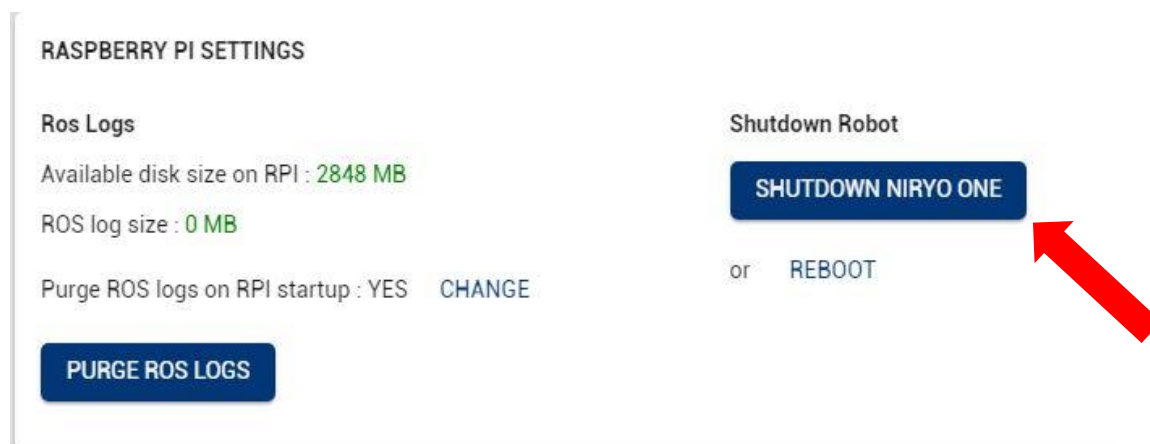 RASPBERRY PI SETTINGS
Ros Logs
Available disk size on RPI : 2848 MB
ROS log size : 0 MB
Purge ROS logs on RPI startup : YES CHANGE
PURGE ROS LOGS
Shutdown Robot
SHUTDOWN NIRYO ONE
or REBOOT